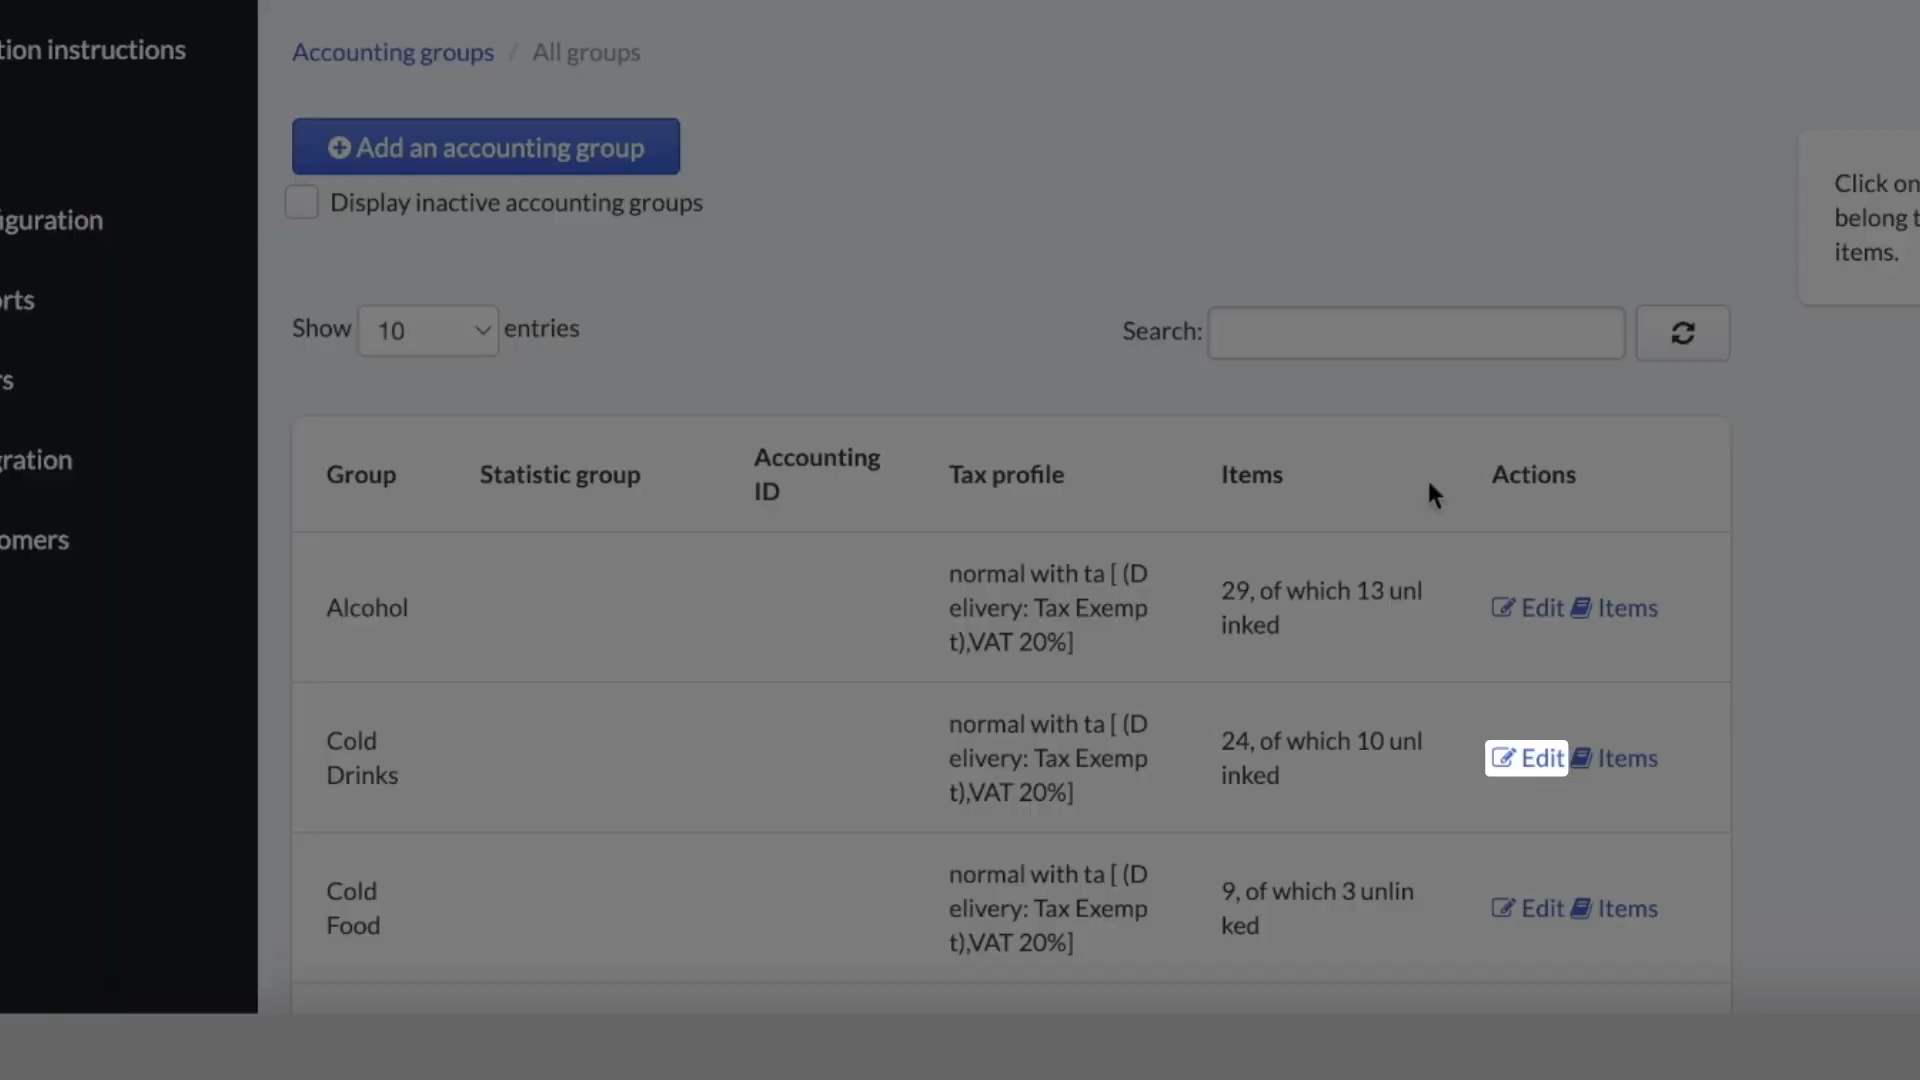 tion instructions
iguration
orts
rs
gration
omers
Accounting groups / All groups
Add an accounting group
Display inactive accounting groups
Show 10 entries
Search:
Click on
belong t
items.
Group Statistic group Accounting ID Tax profile Items Actions
Alcohol
normal with ta [ (D
elivery: Tax Exemp
t),VAT 20%]
29, of which 13 unl
inked
Edit Items
Cold
Drinks
normal with ta [ (D
elivery: Tax Exemp
t),VAT 20%]
24, of which 10 unl
inked
Edit Items
Cold
Food
normal with ta [ (D
elivery: Tax Exemp
t),VAT 20%]
9, of which 3 unlin
ked
Edit Items